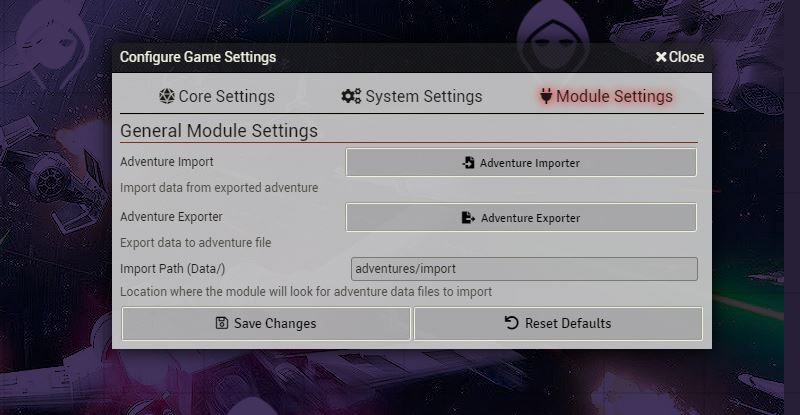 Configure Game Settings
Close
Core Settings
System Settings
Module Settings
General Module Settings
Adventure Import
Adventure Importer
Import data from exported adventure
Adventure Exporter
Adventure Exporter
Export data to adventure file
Import Path (Data/)
adventures/import
Location where the module will look for adventure data files to import
Save Changes
Reset Defaults